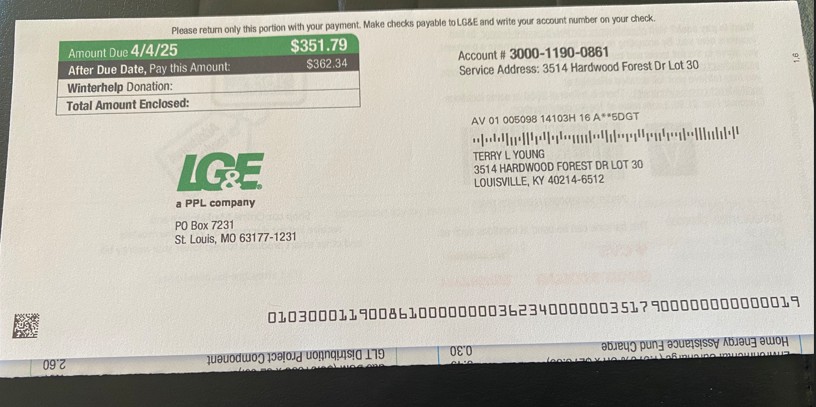 Please return only this portion with your payment. Make checks payable to LG&E and write your account number on your check.
Amount Due 4/4/25 $351.79
After Due Date, Pay this Amount: $362.34
Winterhelp Donation:
Total Amount Enclosed:
Account # 3000-1190-0861
Service Address: 3514 Hardwood Forest Dr Lot 30
1,6
AV 01 005098 14103H 16 A**5DGT
TERRY L YOUNG
3514 HARDWOOD FOREST DR LOT 30
LOUISVILLE, KY 40214-6512
LG&E
a PPL company
PO Box 7231
St. Louis, MO 63177-1231
0103000119008610000000036234000000351790000000000019
Home Energy Assistance Fund Charge 0.30
GLT Distribution Project Component 2.60